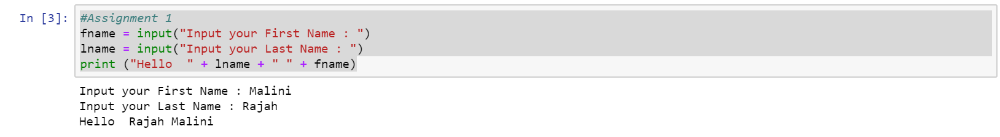 In [3]: #Assignment 1
fname = input("Input your First Name : ")
lname = input("Input your Last Name : ")
print ("Hello  " + lname + " " + fname)
Input your First Name : Malini
Input your Last Name : Rajah
Hello  Rajah Malini